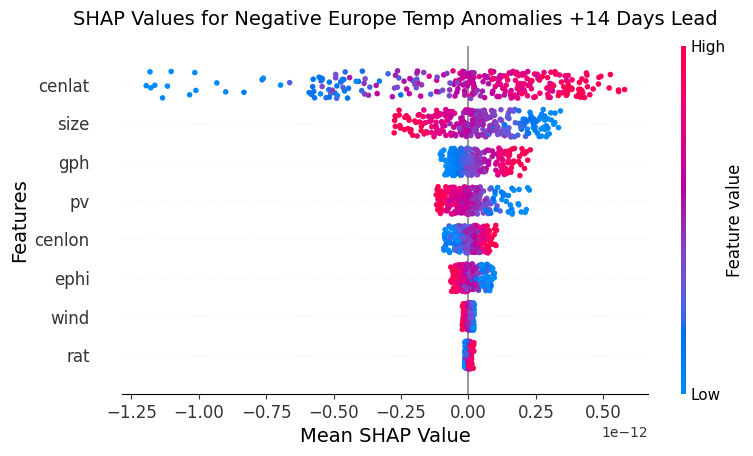 SHAP Values for Negative Europe Temp Anomalies +14 Days Lead
High
cenlat
size
gph
pv
cenlon
ephi
wind
rat
Features
Feature value
Low
−1.25 −1.00 −0.75 −0.50 −0.25 0.00 0.25 0.50
1e−12
Mean SHAP Value